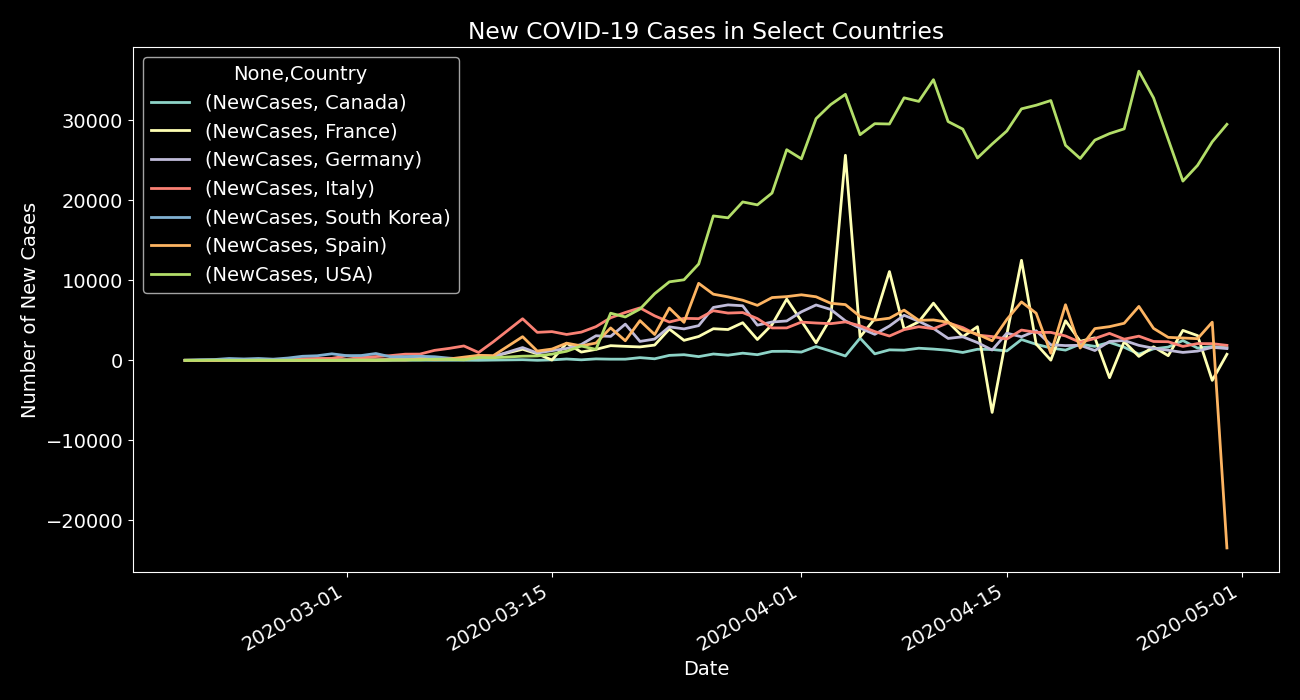 New COVID-19 Cases in Select Countries
None,Country
(NewCases, Canada)
(NewCases, France)
(NewCases, Germany)
(NewCases, Italy)
(NewCases, South Korea)
(NewCases, Spain)
(NewCases, USA)
Number of New Cases
30000
20000
10000
0
−10000
−20000
2020-03-01
2020-03-15
2020-04-01
2020-04-15
2020-05-01
Date